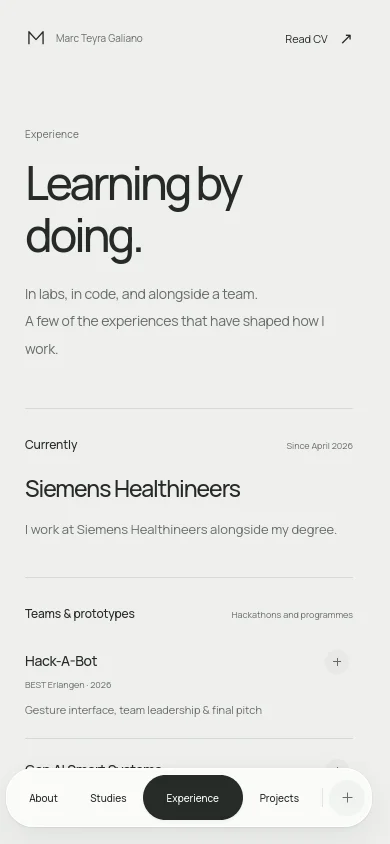 Marc Teyra Galiano
Read CV ↗
Experience
Learning by
doing.
In labs, in code, and alongside a team.
A few of the experiences that have shaped how I
work.
Currently
Since April 2026
Siemens Healthineers
I work at Siemens Healthineers alongside my degree.
Teams & prototypes
Hackathons and programmes
Hack-A-Bot
+
BEST Erlangen · 2026
Gesture interface, team leadership & final pitch
About
Studies
Experience
Projects
+